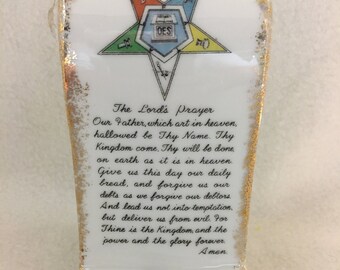 OES
The Lord's Prayer
Our Father, which art in heaven,
hallowed be Thy Name. Thy
Kingdom come. Thy will be done
on earth as it is in heaven
Give us this day our daily
bread, and forgive us our
debts as we forgive our debtors
And lead us not into temptation,
but deliver us from evil. For
Thine is the Kingdom, and the
power and the glory forever.
Amen.